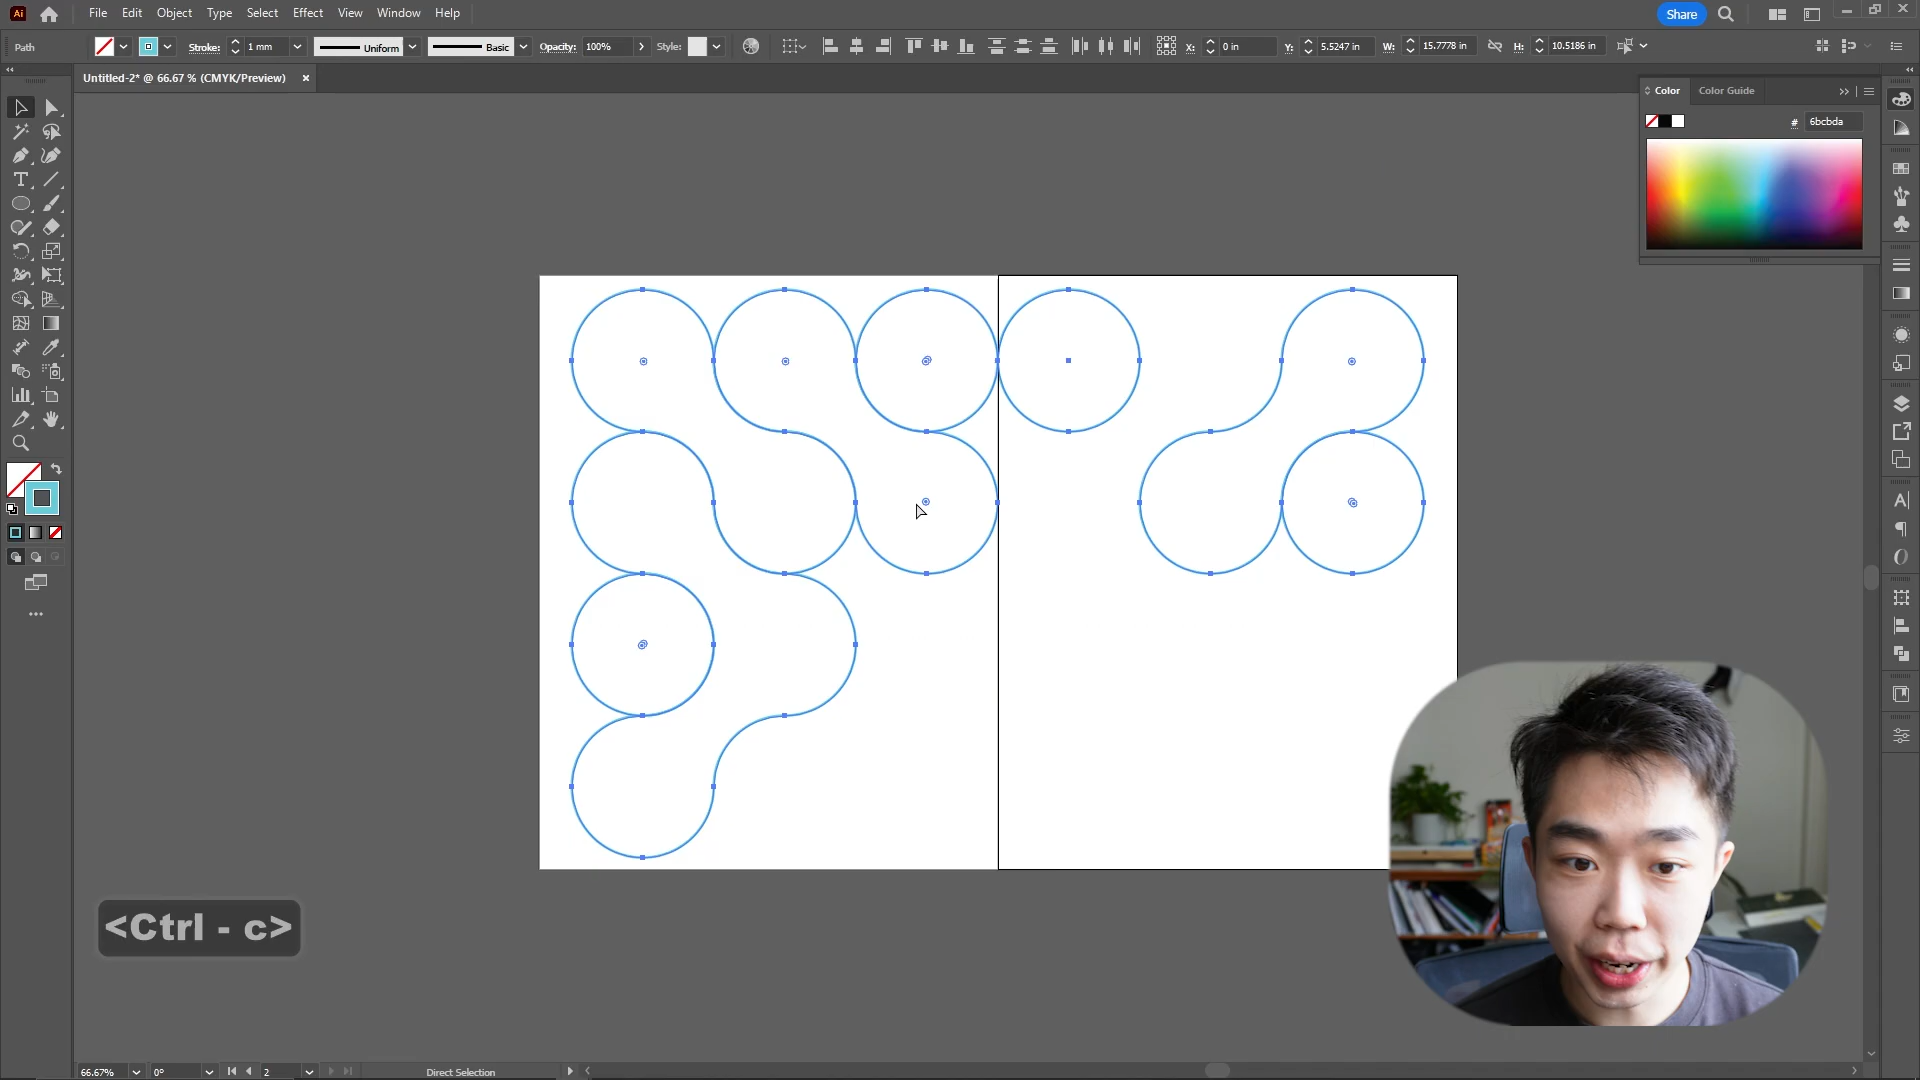 Ai File Edit Object Type Select Effect View Window Help Share
Path Stroke: 1 mm Uniform Basic Opacity: 100% Style: X: 0 in Y: 5.5247 in W: 15.7778 in H: 10.5186 in
Untitled-2* @ 66.67 % (CMYK/Preview) ×
Color Color Guide
# 6bcbda
<Ctrl - c>
66.67% 0° 2 Direct Selection